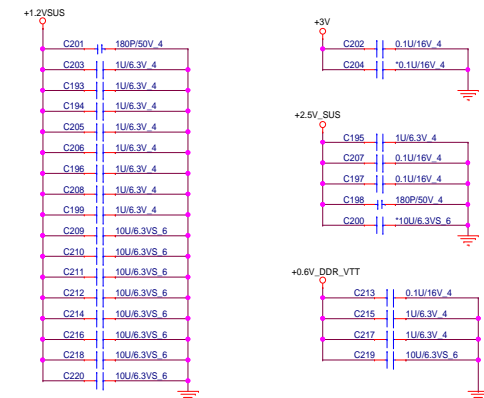 +1.2VSUS
C201 180P/50V_4
C203 1U/6.3V_4
C193 1U/6.3V_4
C194 1U/6.3V_4
C205 1U/6.3V_4
C206 1U/6.3V_4
C196 1U/6.3V_4
C208 1U/6.3V_4
C199 1U/6.3V_4
C209 10U/6.3VS_6
C210 10U/6.3VS_6
C211 10U/6.3VS_6
C212 10U/6.3VS_6
C214 10U/6.3VS_6
C216 10U/6.3VS_6
C218 10U/6.3VS_6
C220 10U/6.3VS_6
+3V
C202 0.1U/16V_4
C204 *0.1U/16V_4
+2.5V_SUS
C195 1U/6.3V_4
C207 0.1U/16V_4
C197 0.1U/16V_4
C198 180P/50V_4
C200 *10U/6.3VS_6
+0.6V_DDR_VTT
C213 0.1U/16V_4
C215 1U/6.3V_4
C217 1U/6.3V_4
C219 10U/6.3VS_6